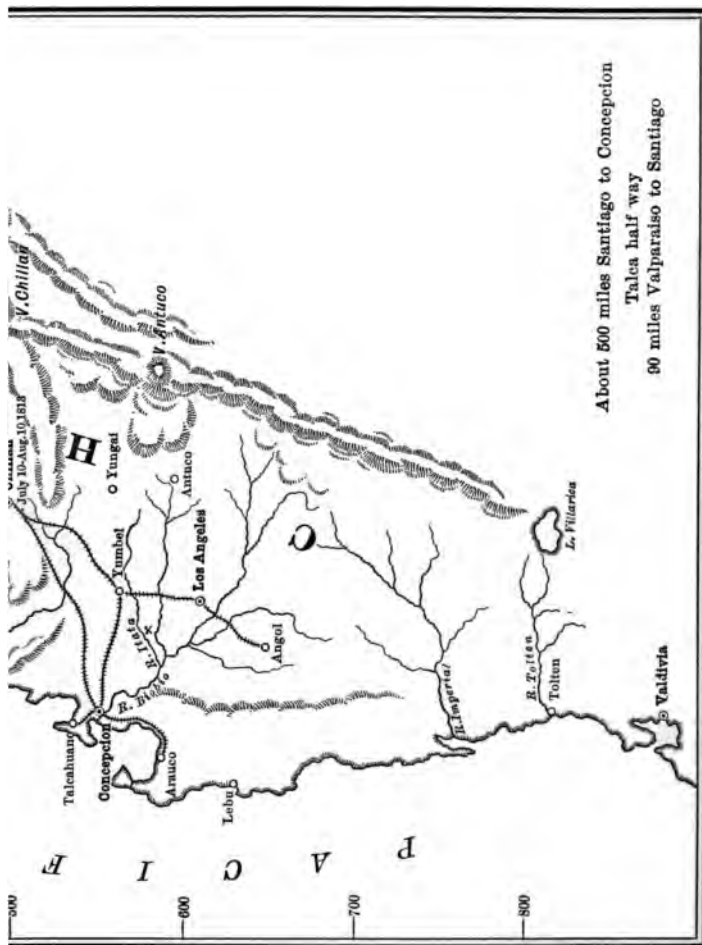 V. Chillan
July 10-Aug. 10, 1813
H
V. Antuco
Yungai
Antuco
Yumbel
Los Angeles
C
R. Itata
R. Biobio
Angol
Talcahuano
Concepcion
Arauco
Lebu
R. Imperial
R. Tolten
Tolten
L. Villarica
Valdivia
P A C I F
600
700
800
About 500 miles Santiago to Concepcion
Talca half way
90 miles Valparaiso to Santiago